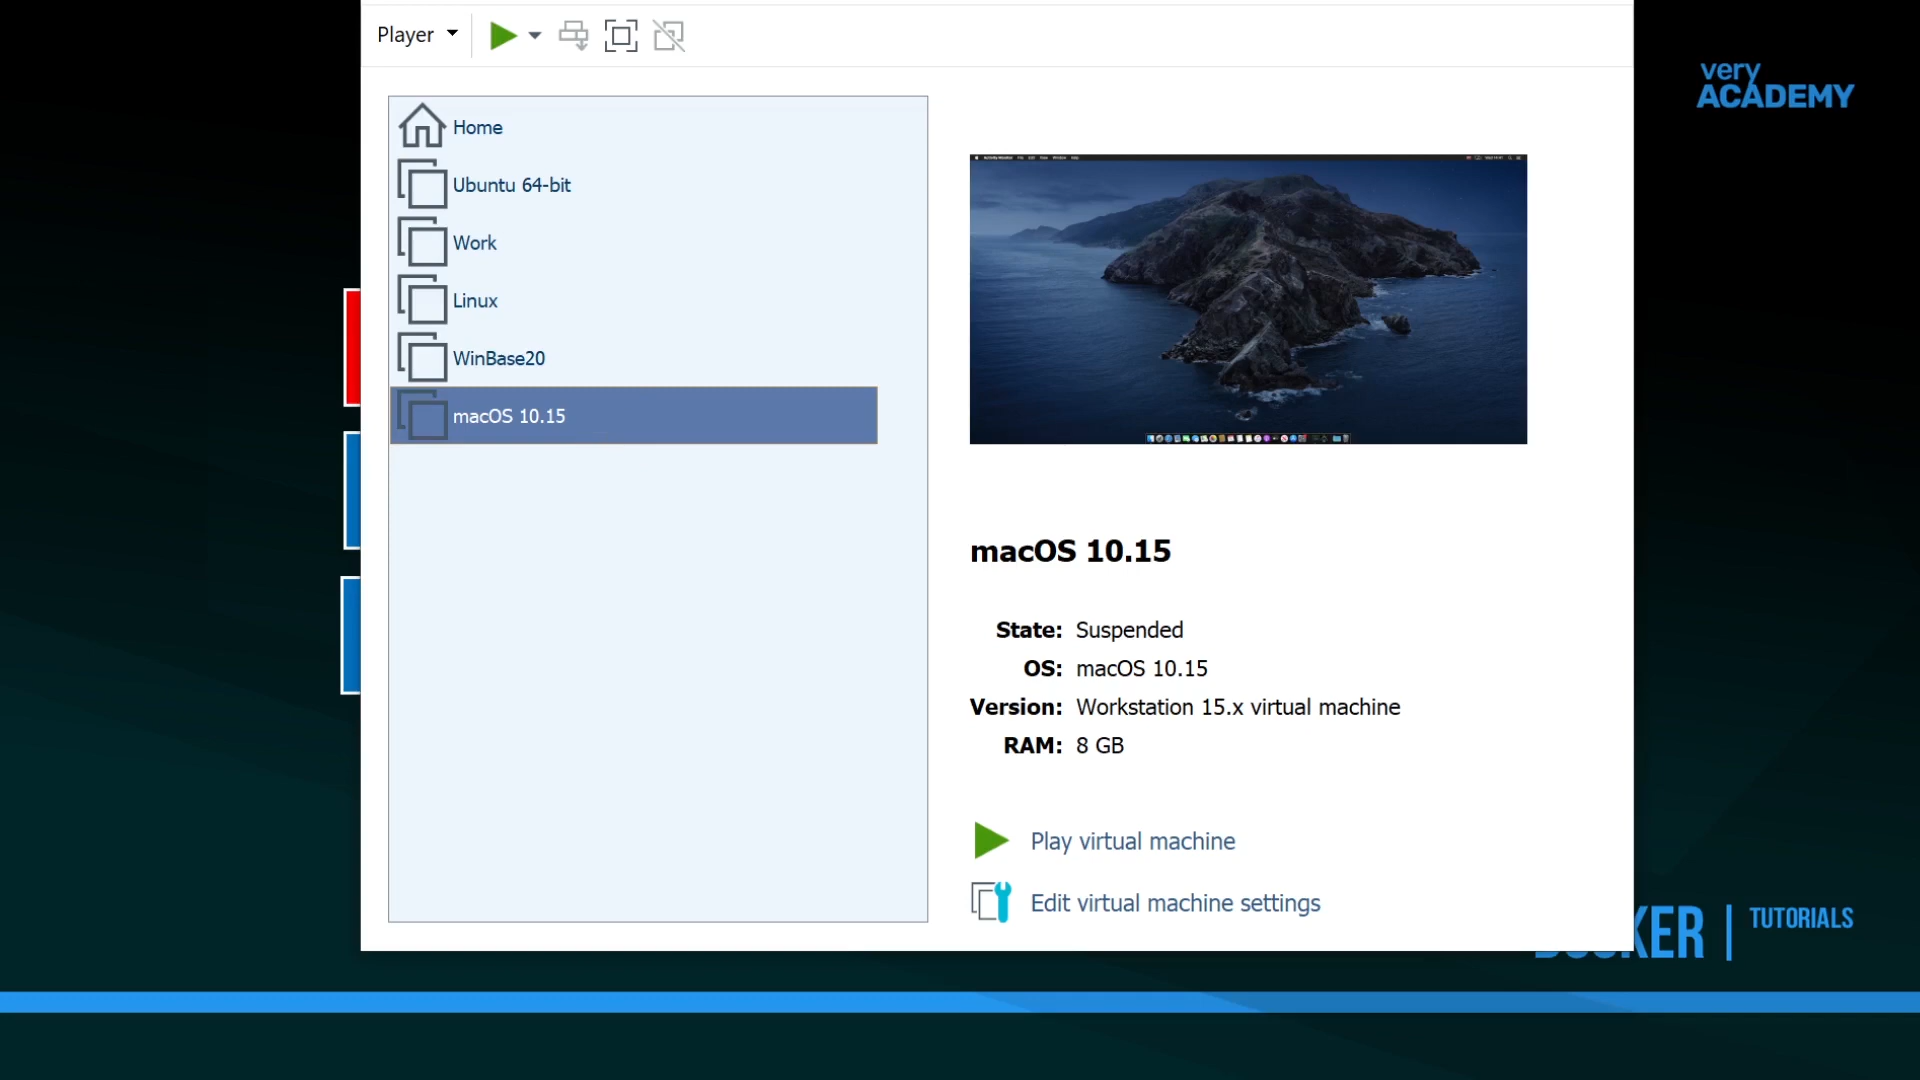 Player
very
ACADEMY
Home
Ubuntu 64-bit
Work
Linux
WinBase20
macOS 10.15
macOS 10.15
State: Suspended
OS: macOS 10.15
Version: Workstation 15.x virtual machine
RAM: 8 GB
Play virtual machine
Edit virtual machine settings
TUTORIALS